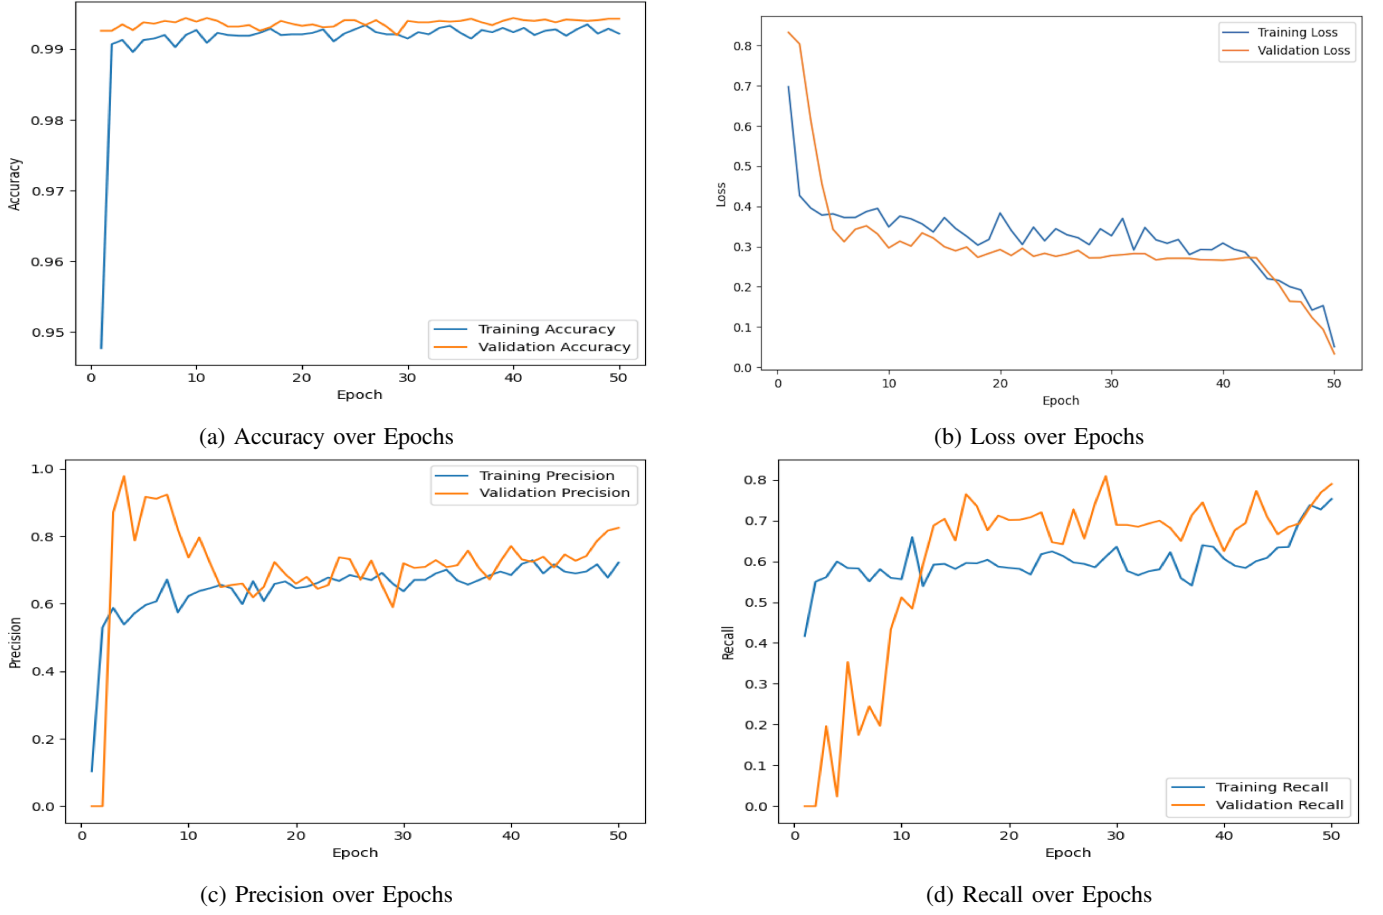 0.99
0.98
0.97
0.96
0.95
Accuracy
Training Accuracy
Validation Accuracy
0 10 20 30 40 50
Epoch
(a) Accuracy over Epochs
0.8
0.7
0.6
0.5
0.4
0.3
0.2
0.1
0.0
Loss
Training Loss
Validation Loss
0 10 20 30 40 50
Epoch
(b) Loss over Epochs
1.0
0.8
0.6
0.4
0.2
0.0
Precision
Training Precision
Validation Precision
0 10 20 30 40 50
Epoch
(c) Precision over Epochs
0.8
0.7
0.6
0.5
0.4
0.3
0.2
0.1
0.0
Recall
Training Recall
Validation Recall
0 10 20 30 40 50
Epoch
(d) Recall over Epochs